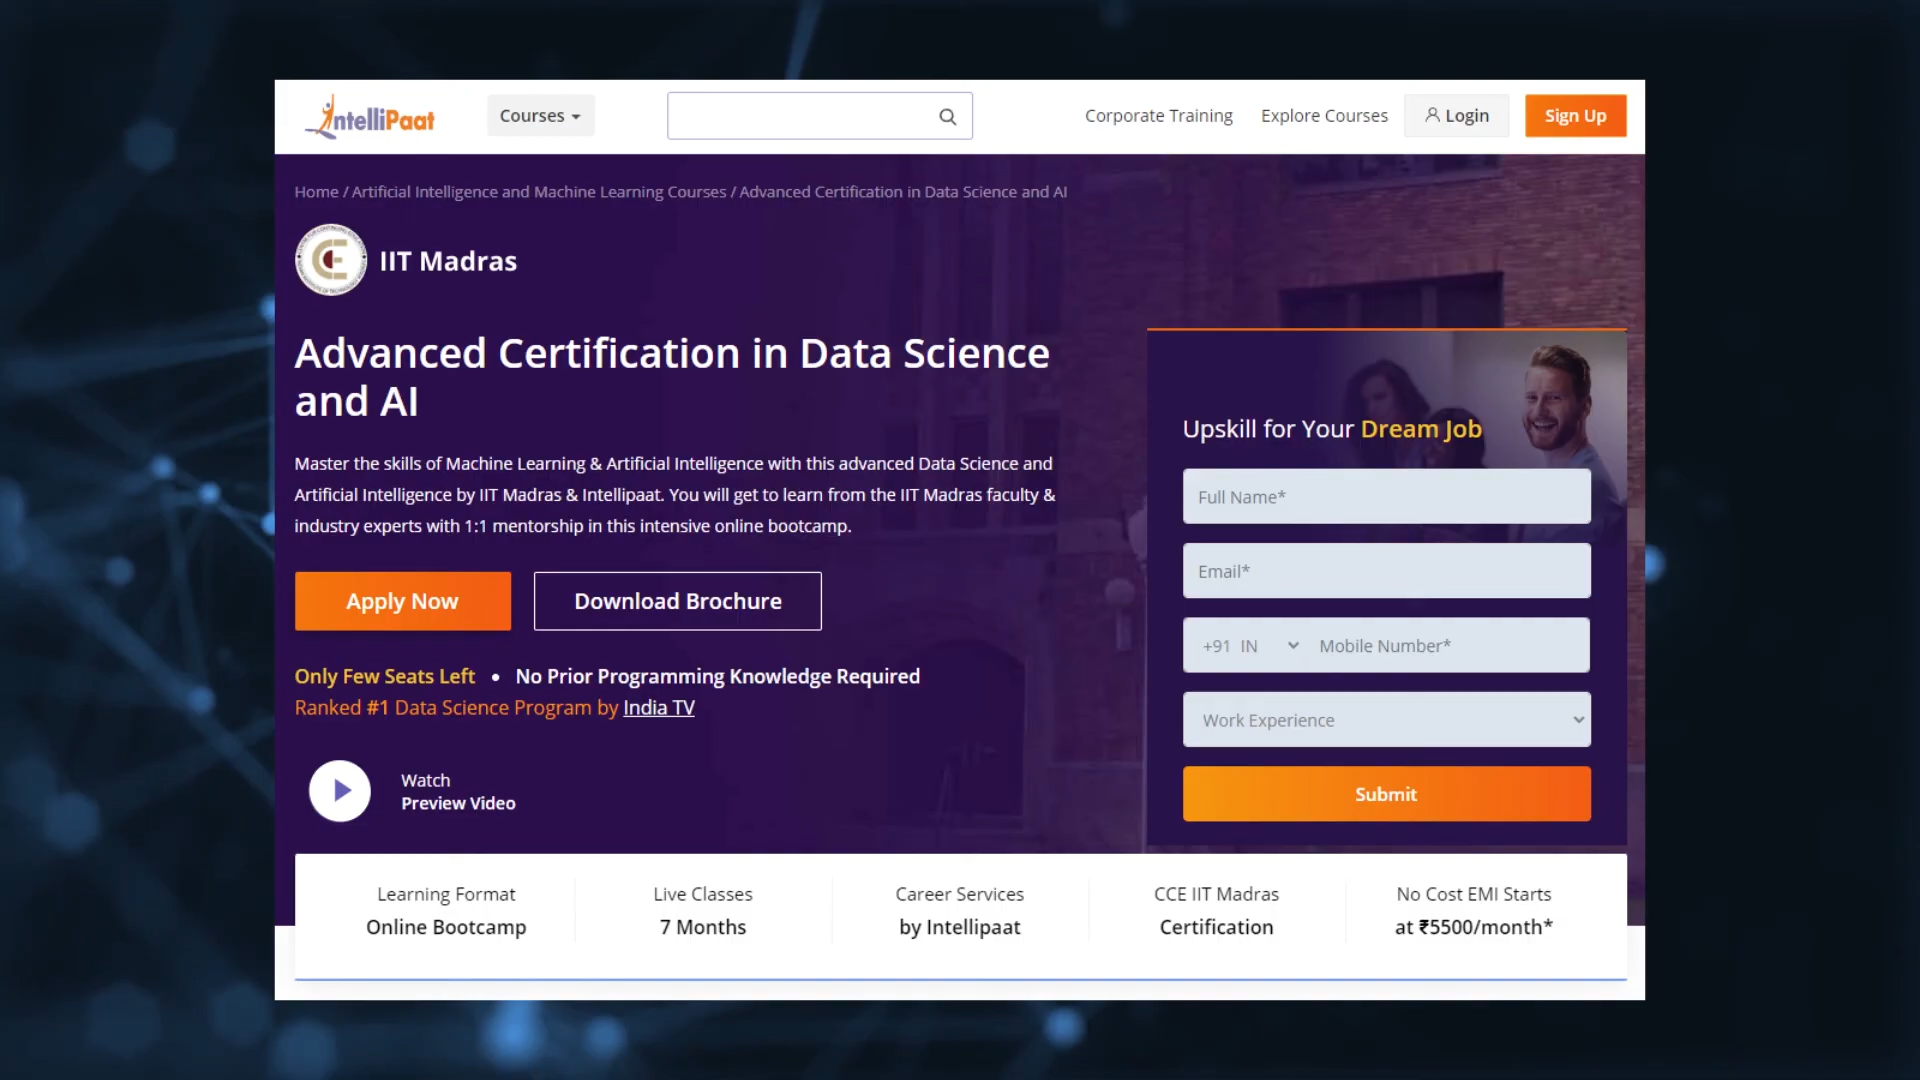 IntelliPaat
Courses
Corporate Training
Explore Courses
Login
Sign Up
Home / Artificial Intelligence and Machine Learning Courses / Advanced Certification in Data Science and AI
IIT Madras
Advanced Certification in Data Science
and AI
Master the skills of Machine Learning & Artificial Intelligence with this advanced Data Science and
Artificial Intelligence by IIT Madras & Intellipaat. You will get to learn from the IIT Madras faculty &
industry experts with 1:1 mentorship in this intensive online bootcamp.
Apply Now
Download Brochure
Only Few Seats Left • No Prior Programming Knowledge Required
Ranked #1 Data Science Program by India TV
Watch
Preview Video
Upskill for Your Dream Job
Full Name*
Email*
+91 IN
Mobile Number*
Work Experience
Submit
Learning Format
Online Bootcamp
Live Classes
7 Months
Career Services
by Intellipaat
CCE IIT Madras
Certification
No Cost EMI Starts
at ₹5500/month*